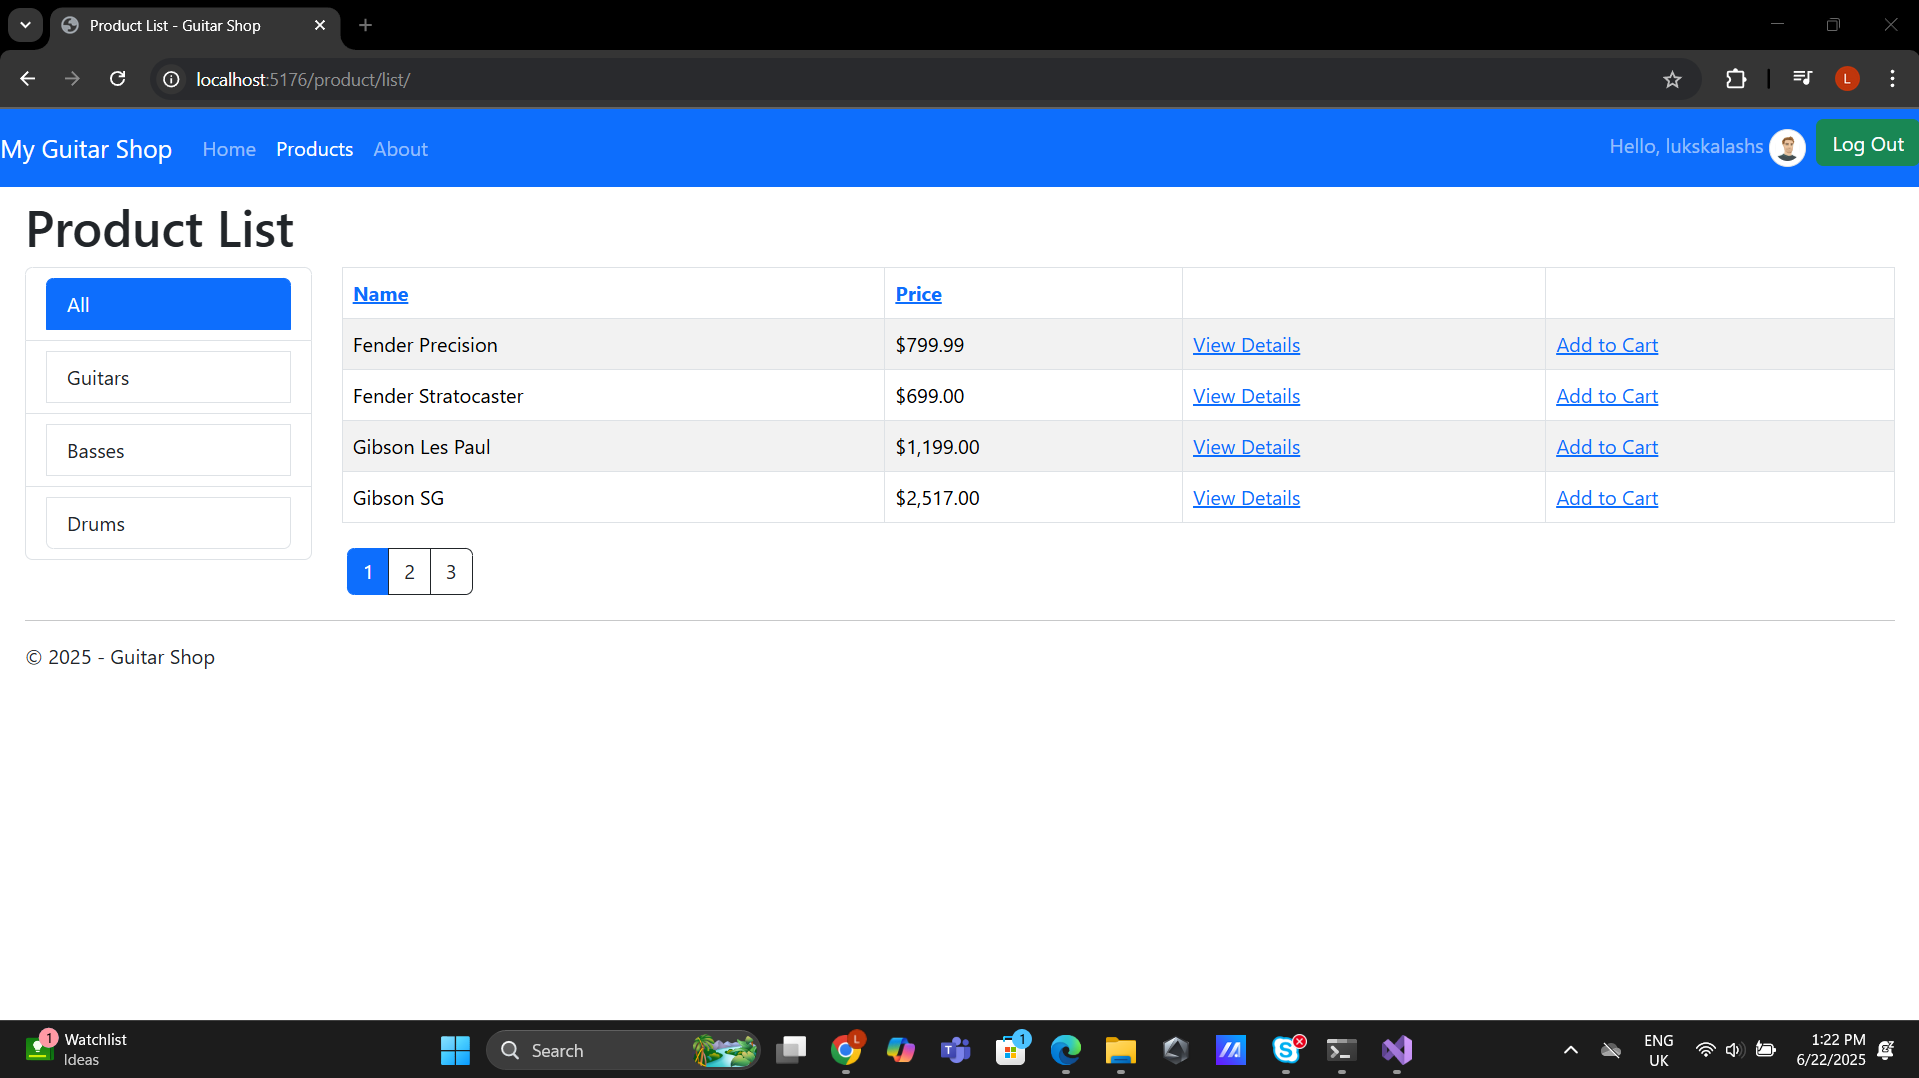 Product List - Guitar Shop
localhost:5176/product/list/
L
My Guitar Shop Home Products About Hello, lukskalashs Log Out
Product List
All
Guitars
Basses
Drums
Name Price
Fender Precision $799.99 View Details Add to Cart
Fender Stratocaster $699.00 View Details Add to Cart
Gibson Les Paul $1,199.00 View Details Add to Cart
Gibson SG $2,517.00 View Details Add to Cart
1 2 3
© 2025 - Guitar Shop
1 Watchlist
Ideas
Search
L
T
1
S
ENG
UK
1:22 PM
6/22/2025